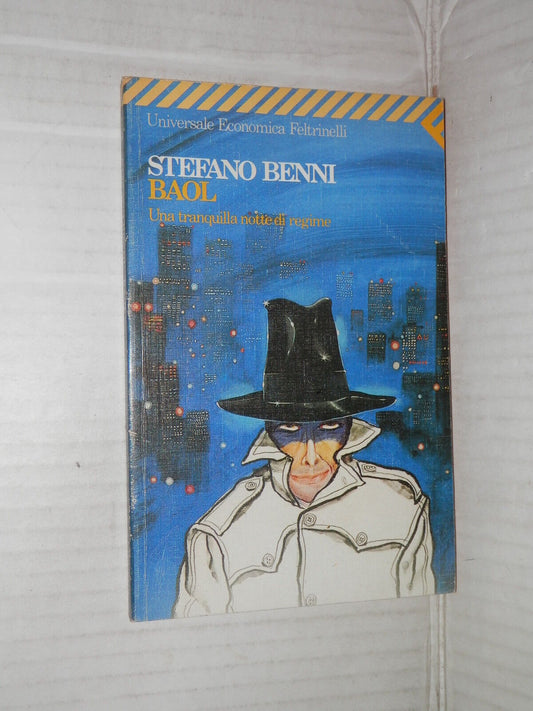 Universale Economica Feltrinelli
STEFANO BENNI
BAOL
Una tranquilla notte di regime